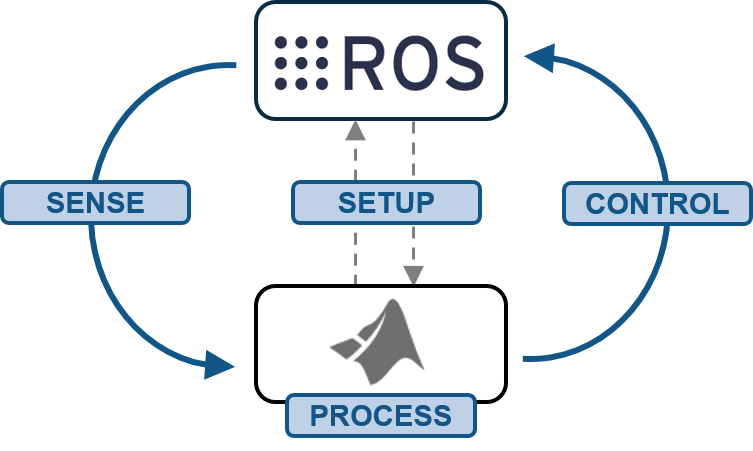 ROS
SENSE
SETUP
CONTROL
PROCESS